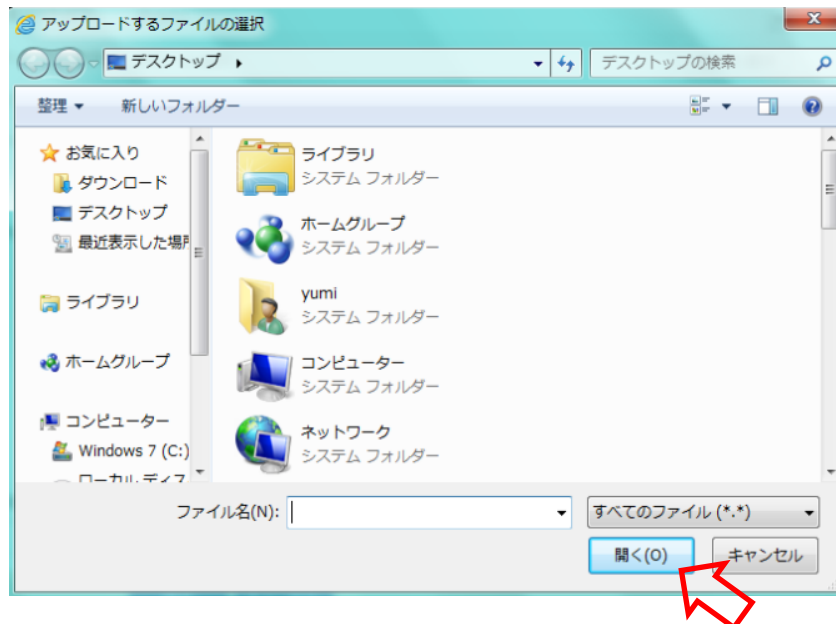 アップロードするファイルの選択
デスクトップ
デスクトップの検索
整理
新しいフォルダー
お気に入り
ダウンロード
デスクトップ
最近表示した場所
ライブラリ
ホームグループ
コンピューター
Windows 7 (C:)
ローカル ディス
ライブラリ
システム フォルダー
ホームグループ
システム フォルダー
yumi
システム フォルダー
コンピューター
システム フォルダー
ネットワーク
システム フォルダー
ファイル名(N):
すべてのファイル (*.*)
開く(O)
キャンセル